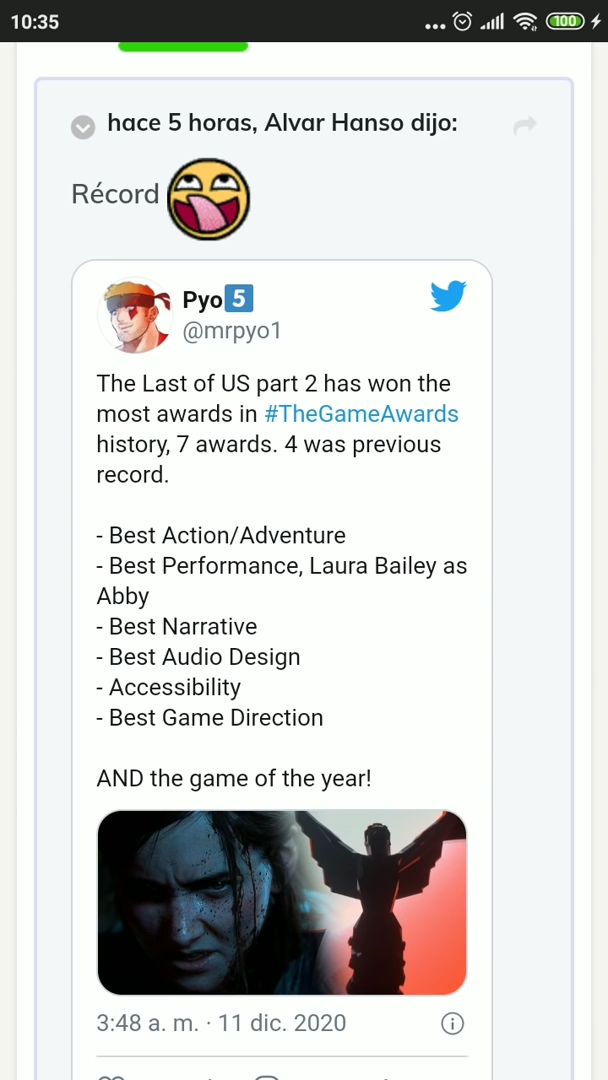 10:35
100
hace 5 horas, Alvar Hanso dijo:
Récord
Pyo5
@mrpyo1
The Last of US part 2 has won the
most awards in #TheGameAwards
history, 7 awards. 4 was previous
record.
- Best Action/Adventure
- Best Performance, Laura Bailey as
Abby
- Best Narrative
- Best Audio Design
- Accessibility
- Best Game Direction
AND the game of the year!
3:48 a. m. · 11 dic. 2020